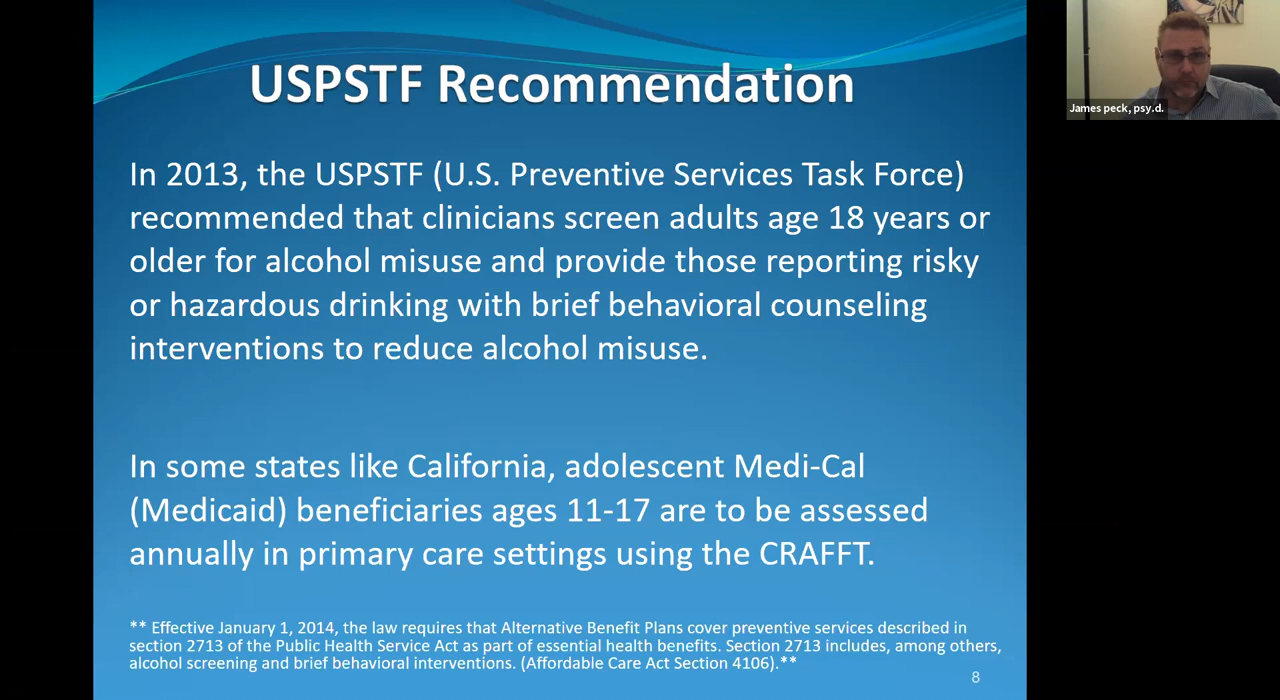 USPSTF Recommendation
In 2013, the USPSTF (U.S. Preventive Services Task Force)
recommended that clinicians screen adults age 18 years or
older for alcohol misuse and provide those reporting risky
or hazardous drinking with brief behavioral counseling
interventions to reduce alcohol misuse.
In some states like California, adolescent Medi-Cal
(Medicaid) beneficiaries ages 11-17 are to be assessed
annually in primary care settings using the CRAFFT.
** Effective January 1, 2014, the law requires that Alternative Benefit Plans cover preventive services described in
section 2713 of the Public Health Service Act as part of essential health benefits. Section 2713 includes, among others,
alcohol screening and brief behavioral interventions. (Affordable Care Act Section 4106).**
8
James peck, psy.d.